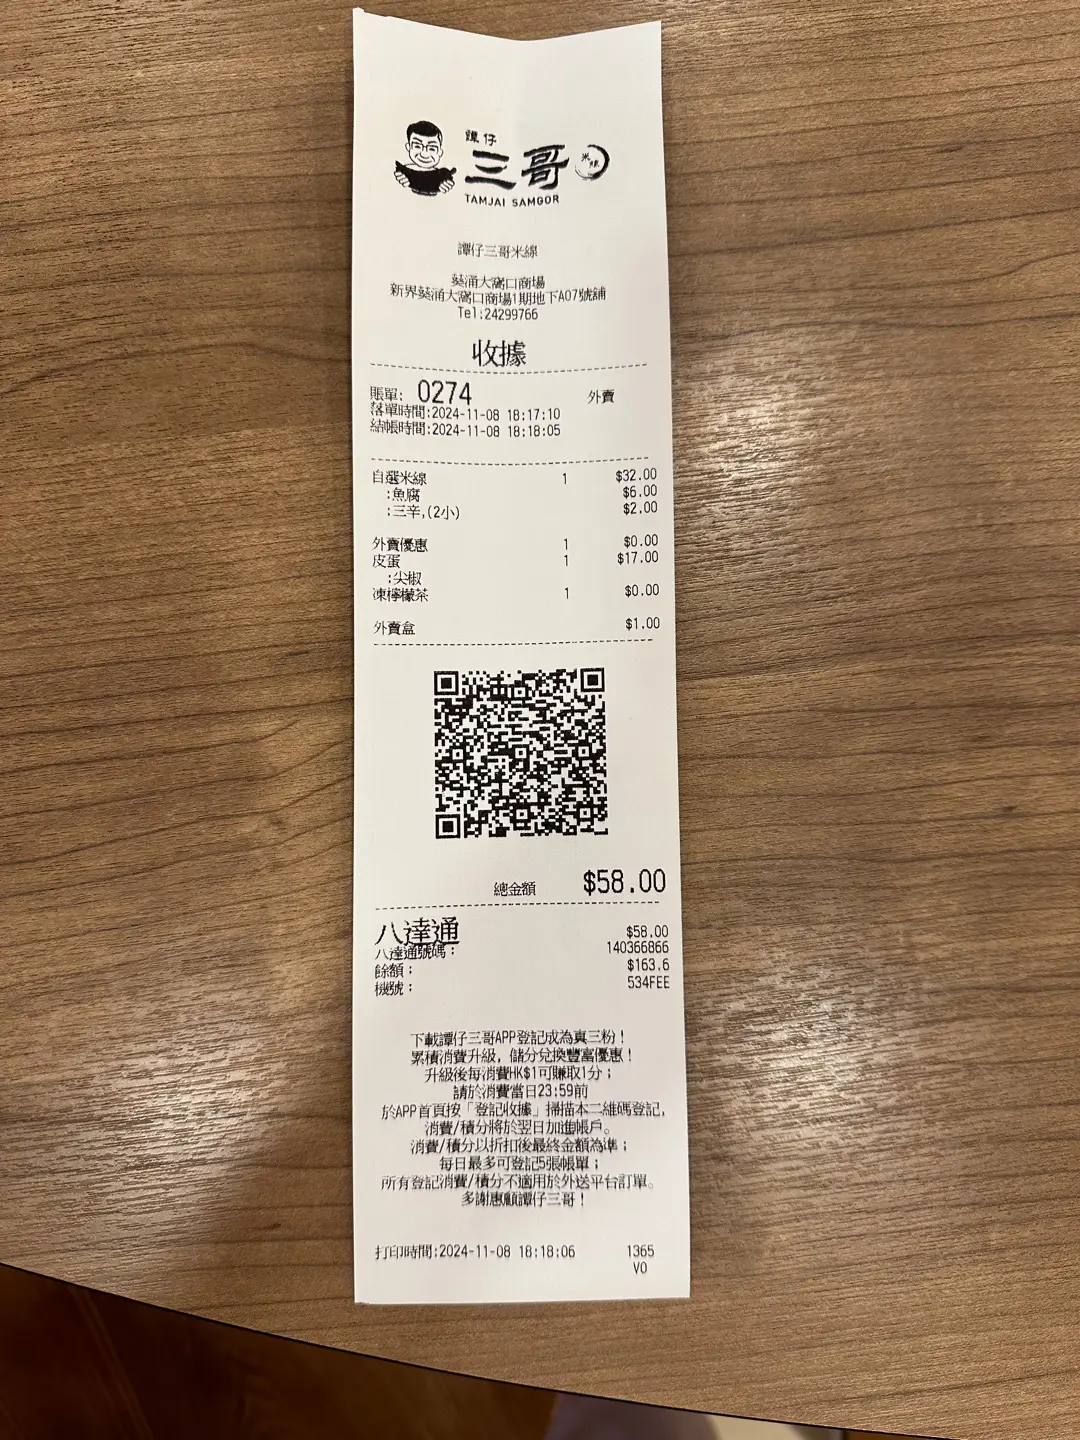 譚仔
三哥
米線
TAMJAI SAMGOR
譚仔三哥米線
葵涌大窩口商場
新界葵涌大窩口商場1期地下A07號舖
Tel:24299766
收據
賬單: 0274 外賣
落單時間:2024-11-08 18:17:10
結帳時間:2024-11-08 18:18:05
自選米線 1 $32.00
:魚腐 $6.00
:三辛,(2小) $2.00
外賣優惠 1 $0.00
皮蛋 1 $17.00
:尖椒
凍檸檬茶 1 $0.00
外賣盒 $1.00
總金額 $58.00
八達通 $58.00
八達通號碼: 140366866
餘額: $163.6
機號: 534FEE
下載譚仔三哥APP登記成為真三粉!
累積消費升級, 儲分兌換豐富優惠!
升級後每消費HK$1可賺取1分;
請於消費當日23:59前
於APP首頁按「登記收據」掃描本二維碼登記,
消費/積分將於翌日加進帳戶。
消費/積分以折扣後最終金額為準;
每日最多可登記5張帳單;
所有登記消費/積分不適用於外送平台訂單。
多謝惠顧譚仔三哥!
打印時間:2024-11-08 18:18:06 1365
V0